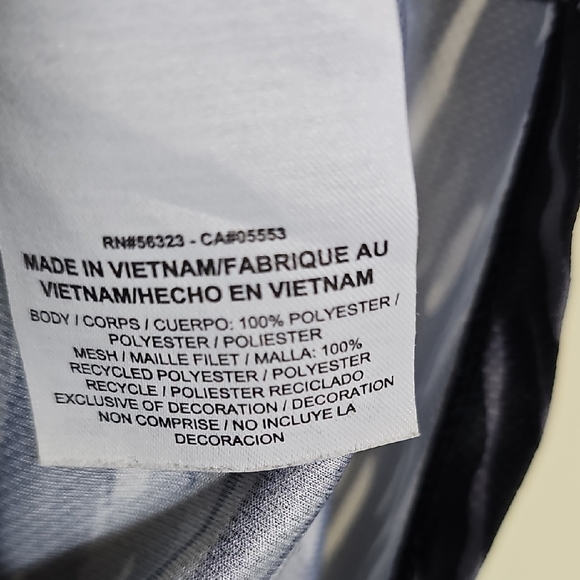 RN#56323 - CA#05553
MADE IN VIETNAM/FABRIQUE AU
VIETNAM/HECHO EN VIETNAM
BODY / CORPS / CUERPO: 100% POLYESTER /
POLYESTER / POLIESTER
MESH / MAILLE FILET / MALLA: 100%
RECYCLED POLYESTER / POLYESTER
RECYCLE / POLIESTER RECICLADO
EXCLUSIVE OF DECORATION / DECORATION
NON COMPRISE / NO INCLUYE LA
DECORACION